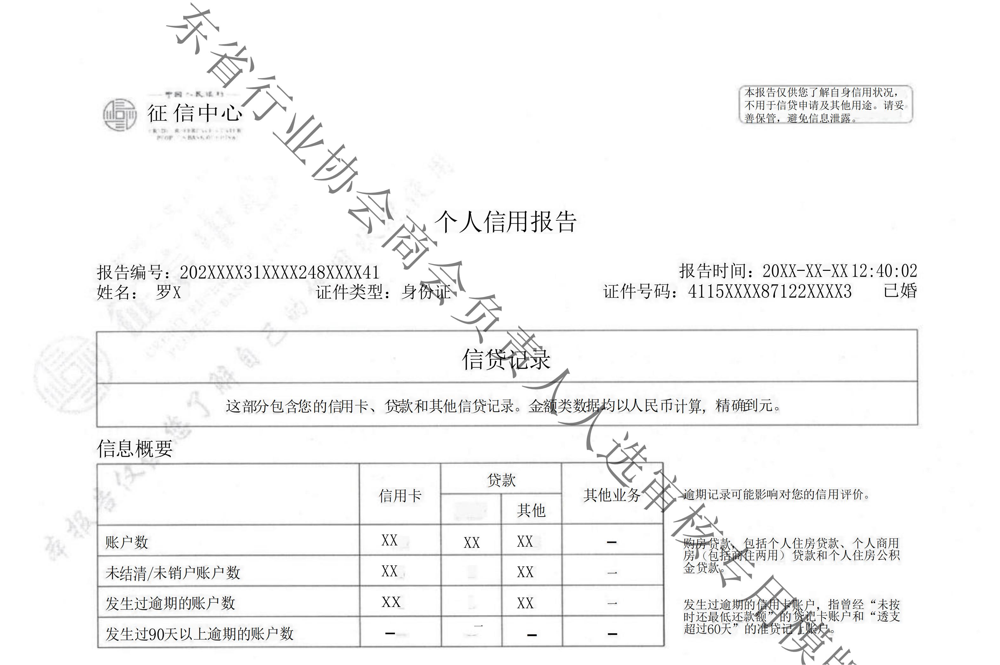 东省行业协会商会负责人人选审核专用模版
中国人民银行
征信中心
本报告仅供您了解自身信用状况，
不用于信贷申请及其他用途。请妥
善保管，避免信息泄露。
个人信用报告
报告编号：202XXXX31XXXX248XXXX41
报告时间：20XX-XX-XX 12:40:02
姓名： 罗X 证件类型：身份证 证件号码：4115XXXX87122XXXX3 已婚
信贷记录
这部分包含您的信用卡、贷款和其他信贷记录。金额类数据均以人民币计算，精确到元。
信息概要
信用卡 贷款 其他业务
其他
账户数 XX XX XX —
未结清/未销户账户数 XX XX —
发生过逾期的账户数 XX XX —
发生过90天以上逾期的账户数 — — — —
逾期记录可能影响对您的信用评价。
购房贷款，包括个人住房贷款、个人商用
房（包括商住两用）贷款和个人住房公积
金贷款。
发生过逾期的信用卡账户，指曾经“未按
时还最低还款额”的贷记卡账户和“透支
超过60天”的准贷记卡账户。
本报告仅供您了解自己的